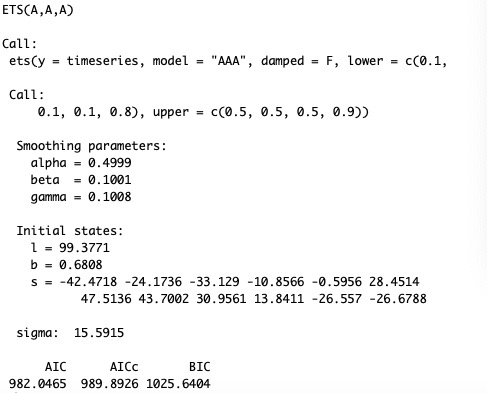 ETS(A,A,A)
Call:
ets(y = timeseries, model = "AAA", damped = F, lower = c(0.1,
Call:
0.1, 0.1, 0.8), upper = c(0.5, 0.5, 0.5, 0.9))
Smoothing parameters:
alpha = 0.4999
beta  = 0.1001
gamma = 0.1008
Initial states:
l = 99.3771
b = 0.6808
s = -42.4718 -24.1736 -33.129 -10.8566 -0.5956 28.4514
47.5136 43.7002 30.9561 13.8411 -26.557 -26.6788
sigma:  15.5915
AIC      AICc       BIC
982.0465  989.8926 1025.6404